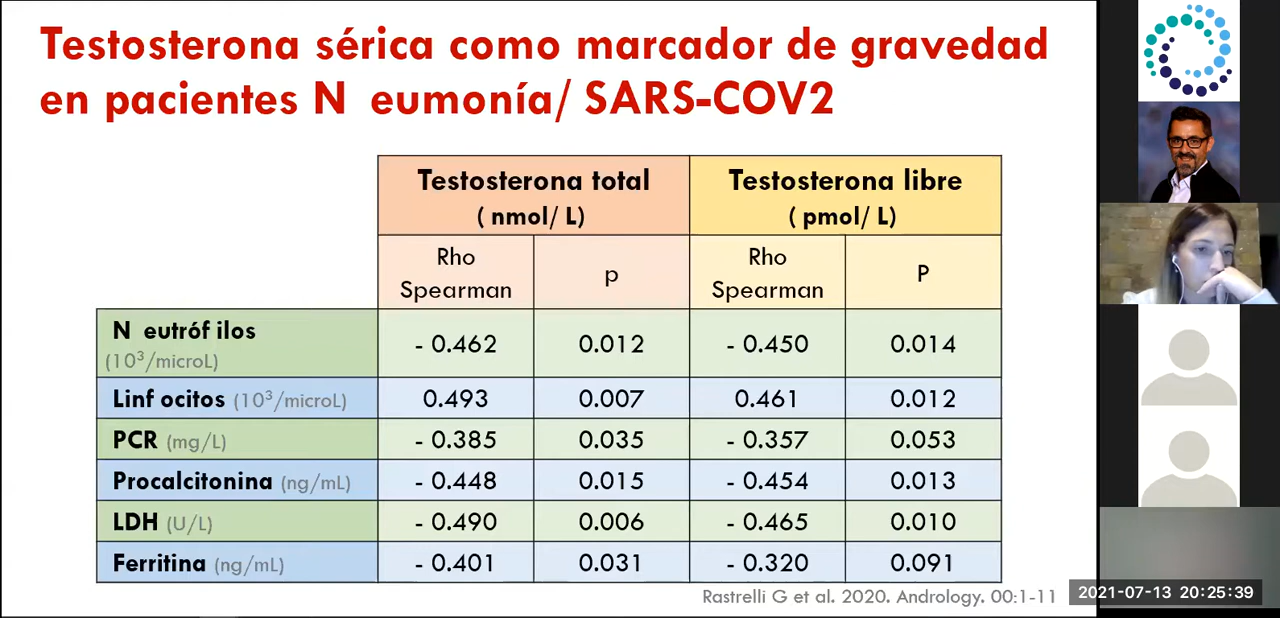 Testosterona sérica como marcador de gravedad
en pacientes N eumonía/ SARS-COV2
Testosterona total Testosterona libre
( nmol/ L) ( pmol/ L)
Rho Spearman p Rho Spearman P
N eutróf ilos (10³/microL) - 0.462 0.012 - 0.450 0.014
Linf ocitos (10³/microL) 0.493 0.007 0.461 0.012
PCR (mg/L) - 0.385 0.035 - 0.357 0.053
Procalcitonina (ng/mL) - 0.448 0.015 - 0.454 0.013
LDH (U/L) - 0.490 0.006 - 0.465 0.010
Ferritina (ng/mL) - 0.401 0.031 - 0.320 0.091
Rastrelli G et al. 2020. Andrology. 00:1-11
2021-07-13 20:25:39